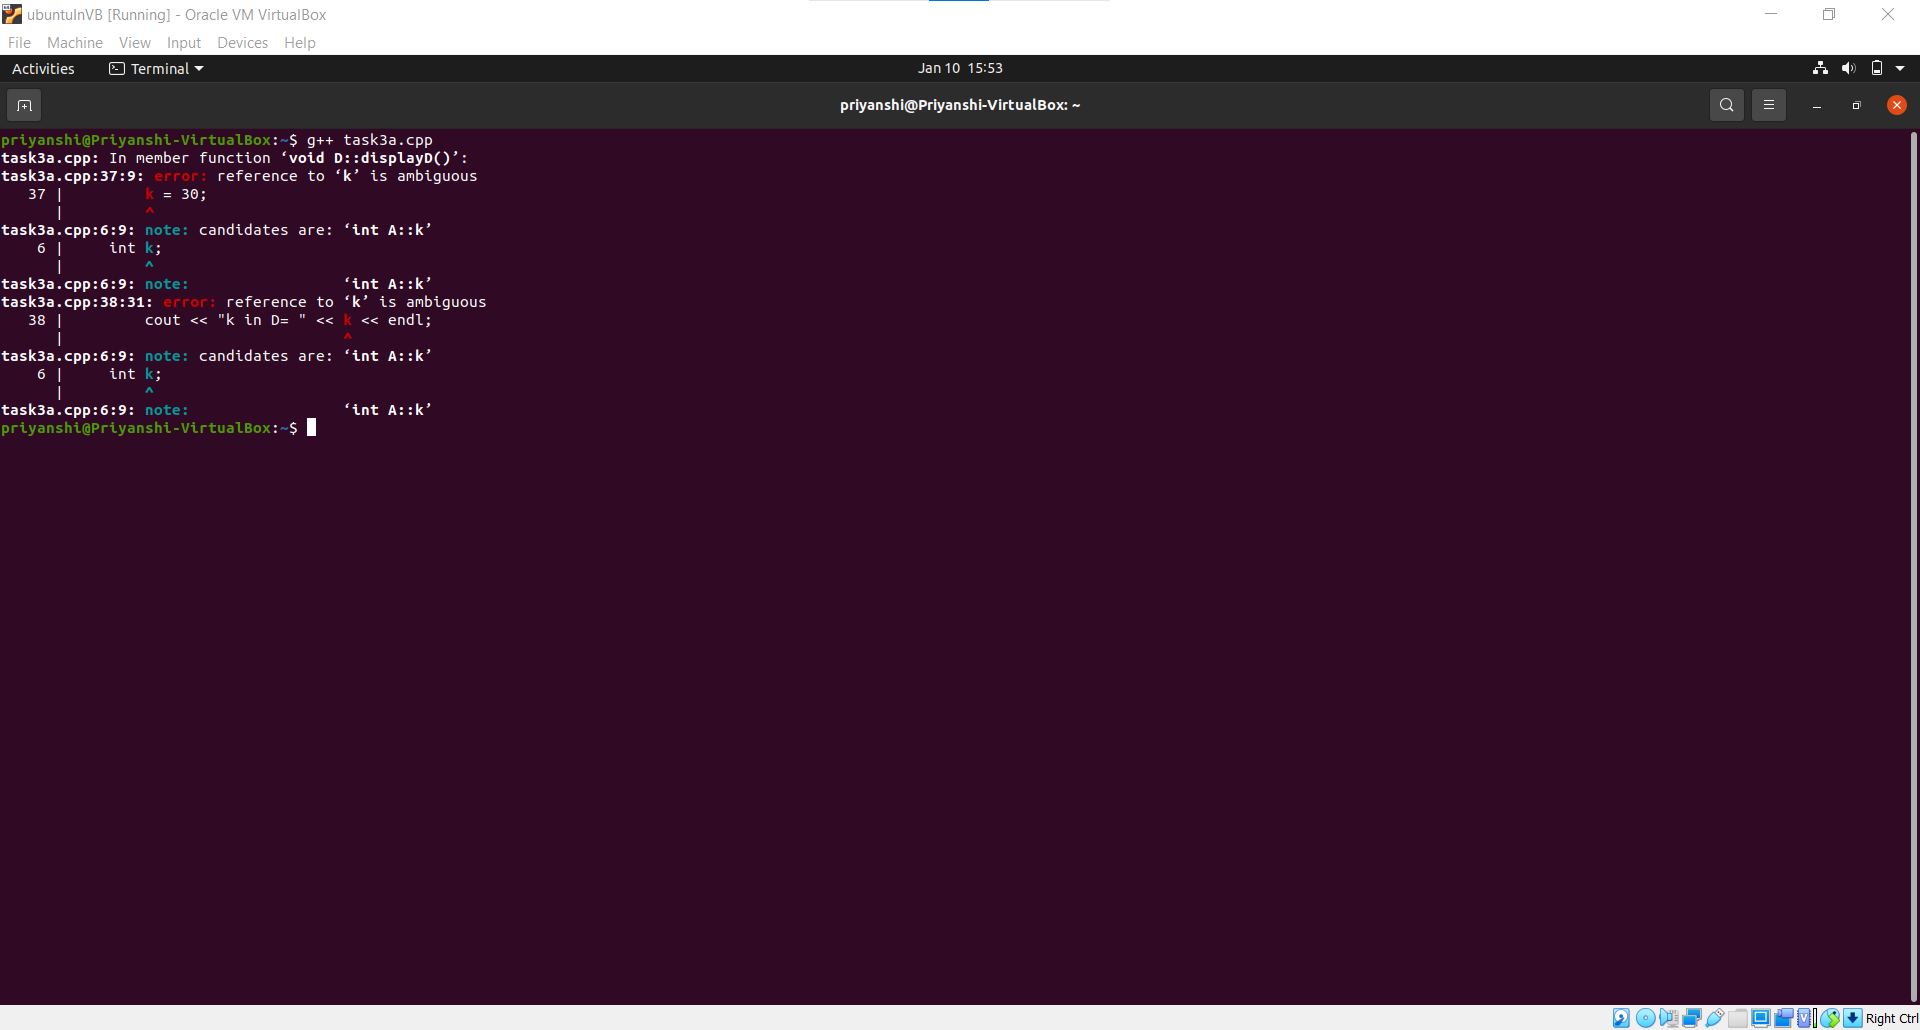 ubuntuInVB [Running] - Oracle VM VirtualBox
File Machine View Input Devices Help
Activities Terminal Jan 10 15:53
priyanshi@Priyanshi-VirtualBox: ~
priyanshi@Priyanshi-VirtualBox:~$ g++ task3a.cpp
task3a.cpp: In member function ‘void D::displayD()’:
task3a.cpp:37:9: error: reference to ‘k’ is ambiguous
   37 |         k = 30;
      |         ^
task3a.cpp:6:9: note: candidates are: ‘int A::k’
    6 |     int k;
      |         ^
task3a.cpp:6:9: note:                 ‘int A::k’
task3a.cpp:38:31: error: reference to ‘k’ is ambiguous
   38 |         cout << "k in D= " << k << endl;
      |                               ^
task3a.cpp:6:9: note: candidates are: ‘int A::k’
    6 |     int k;
      |         ^
task3a.cpp:6:9: note:                 ‘int A::k’
priyanshi@Priyanshi-VirtualBox:~$
Right Ctrl